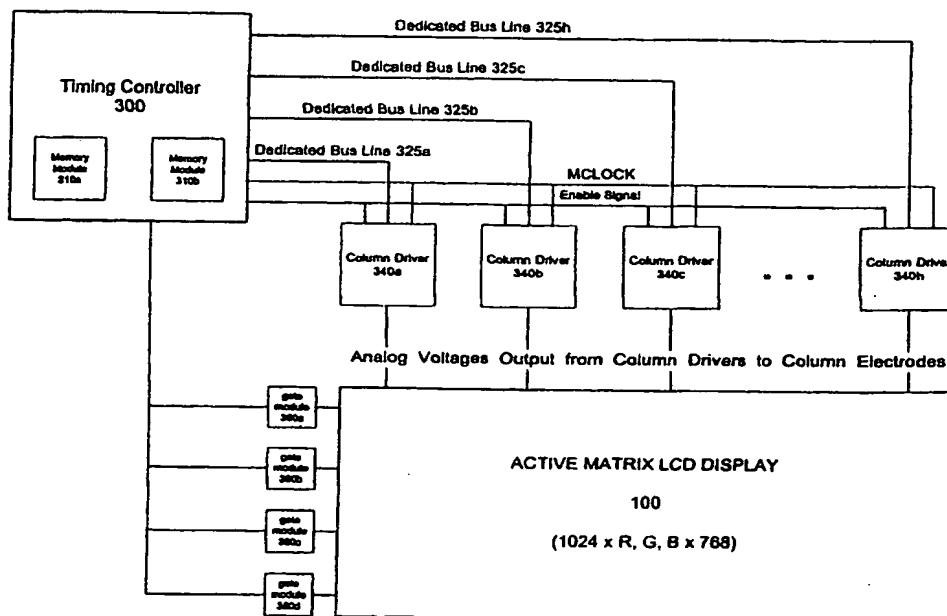 Dedicated Bus Line 325h
Dedicated Bus Line 325c
Timing Controller
300
Dedicated Bus Line 325b
Dedicated Bus Line 325a
Memory
Module
310a
Memory
Module
310b
MCLOCK
Enable Signal
Column Driver
340a
Column Driver
340b
Column Driver
340c
Column Driver
340h
Analog Voltages Output from Column Drivers to Column Electrodes
gate
module
380a
gate
module
380b
gate
module
380c
gate
module
380d
ACTIVE MATRIX LCD DISPLAY
100
(1024 x R, G, B x 768)